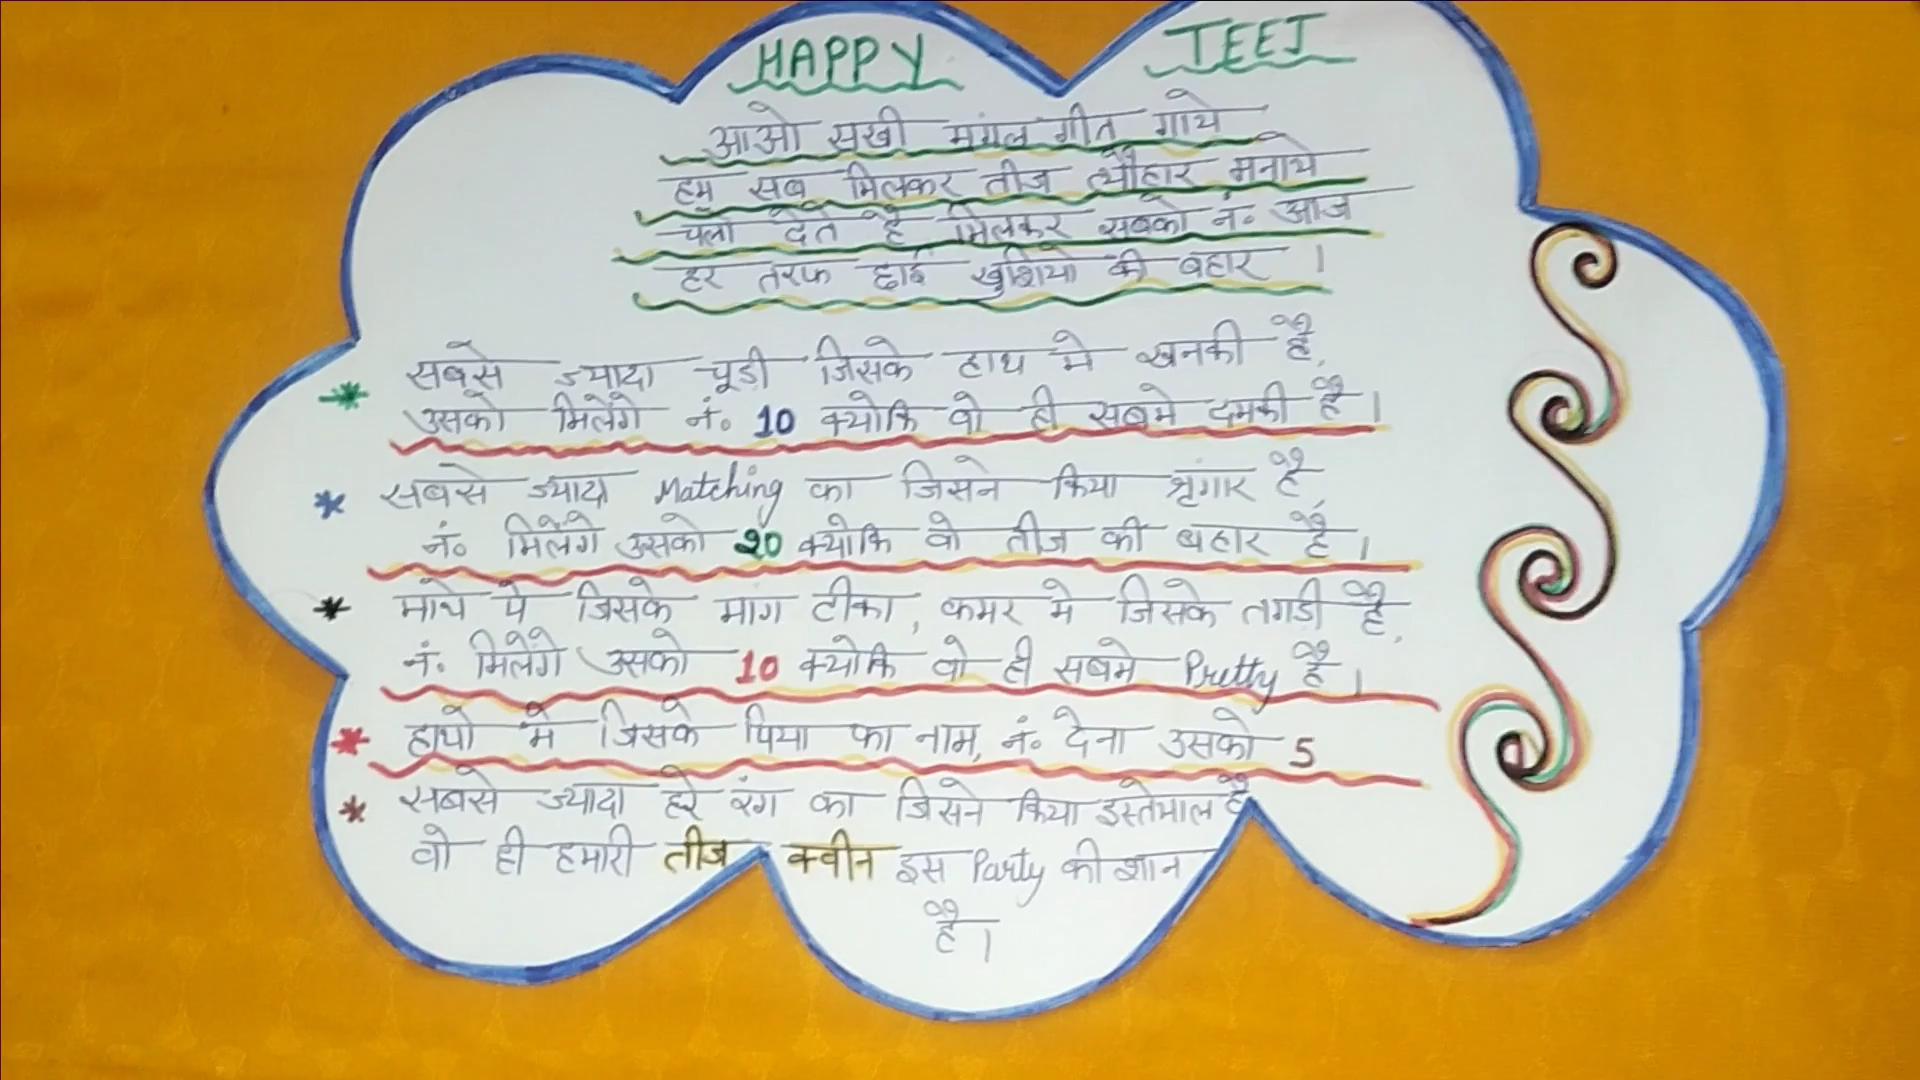 HAPPY TEEJ
आओ सखी मंगल गीत गाये
हम सब मिलकर तीज त्यौहार मनाये
चलो देते है मिलकर सबको नं० आज
हर तरफ छाई खुशियो की बहार ।
सबसे ज्यादा चूड़ी जिसके हाथ मे खनकी है,
उसको मिलेंगे नं० 10 क्योकि वो ही सबमे दमकी है ।
सबसे ज्यादा Matching का जिसने किया श्रृंगार है,
नं० मिलेंगे उसको 20 क्योकि वो तीज की बहार है ।
माथे पे जिसके मांग टीका, कमर मे जिसके तगड़ी है,
नं० मिलेंगे उसको 10 क्योकि वो ही सबमे Pretty है ।
हाथो मे जिसके पिया का नाम, नं० देना उसको 5
सबसे ज्यादा हरे रंग का जिसने किया इस्तेमाल है
वो ही हमारी तीज क्वीन इस Party की शान
है ।